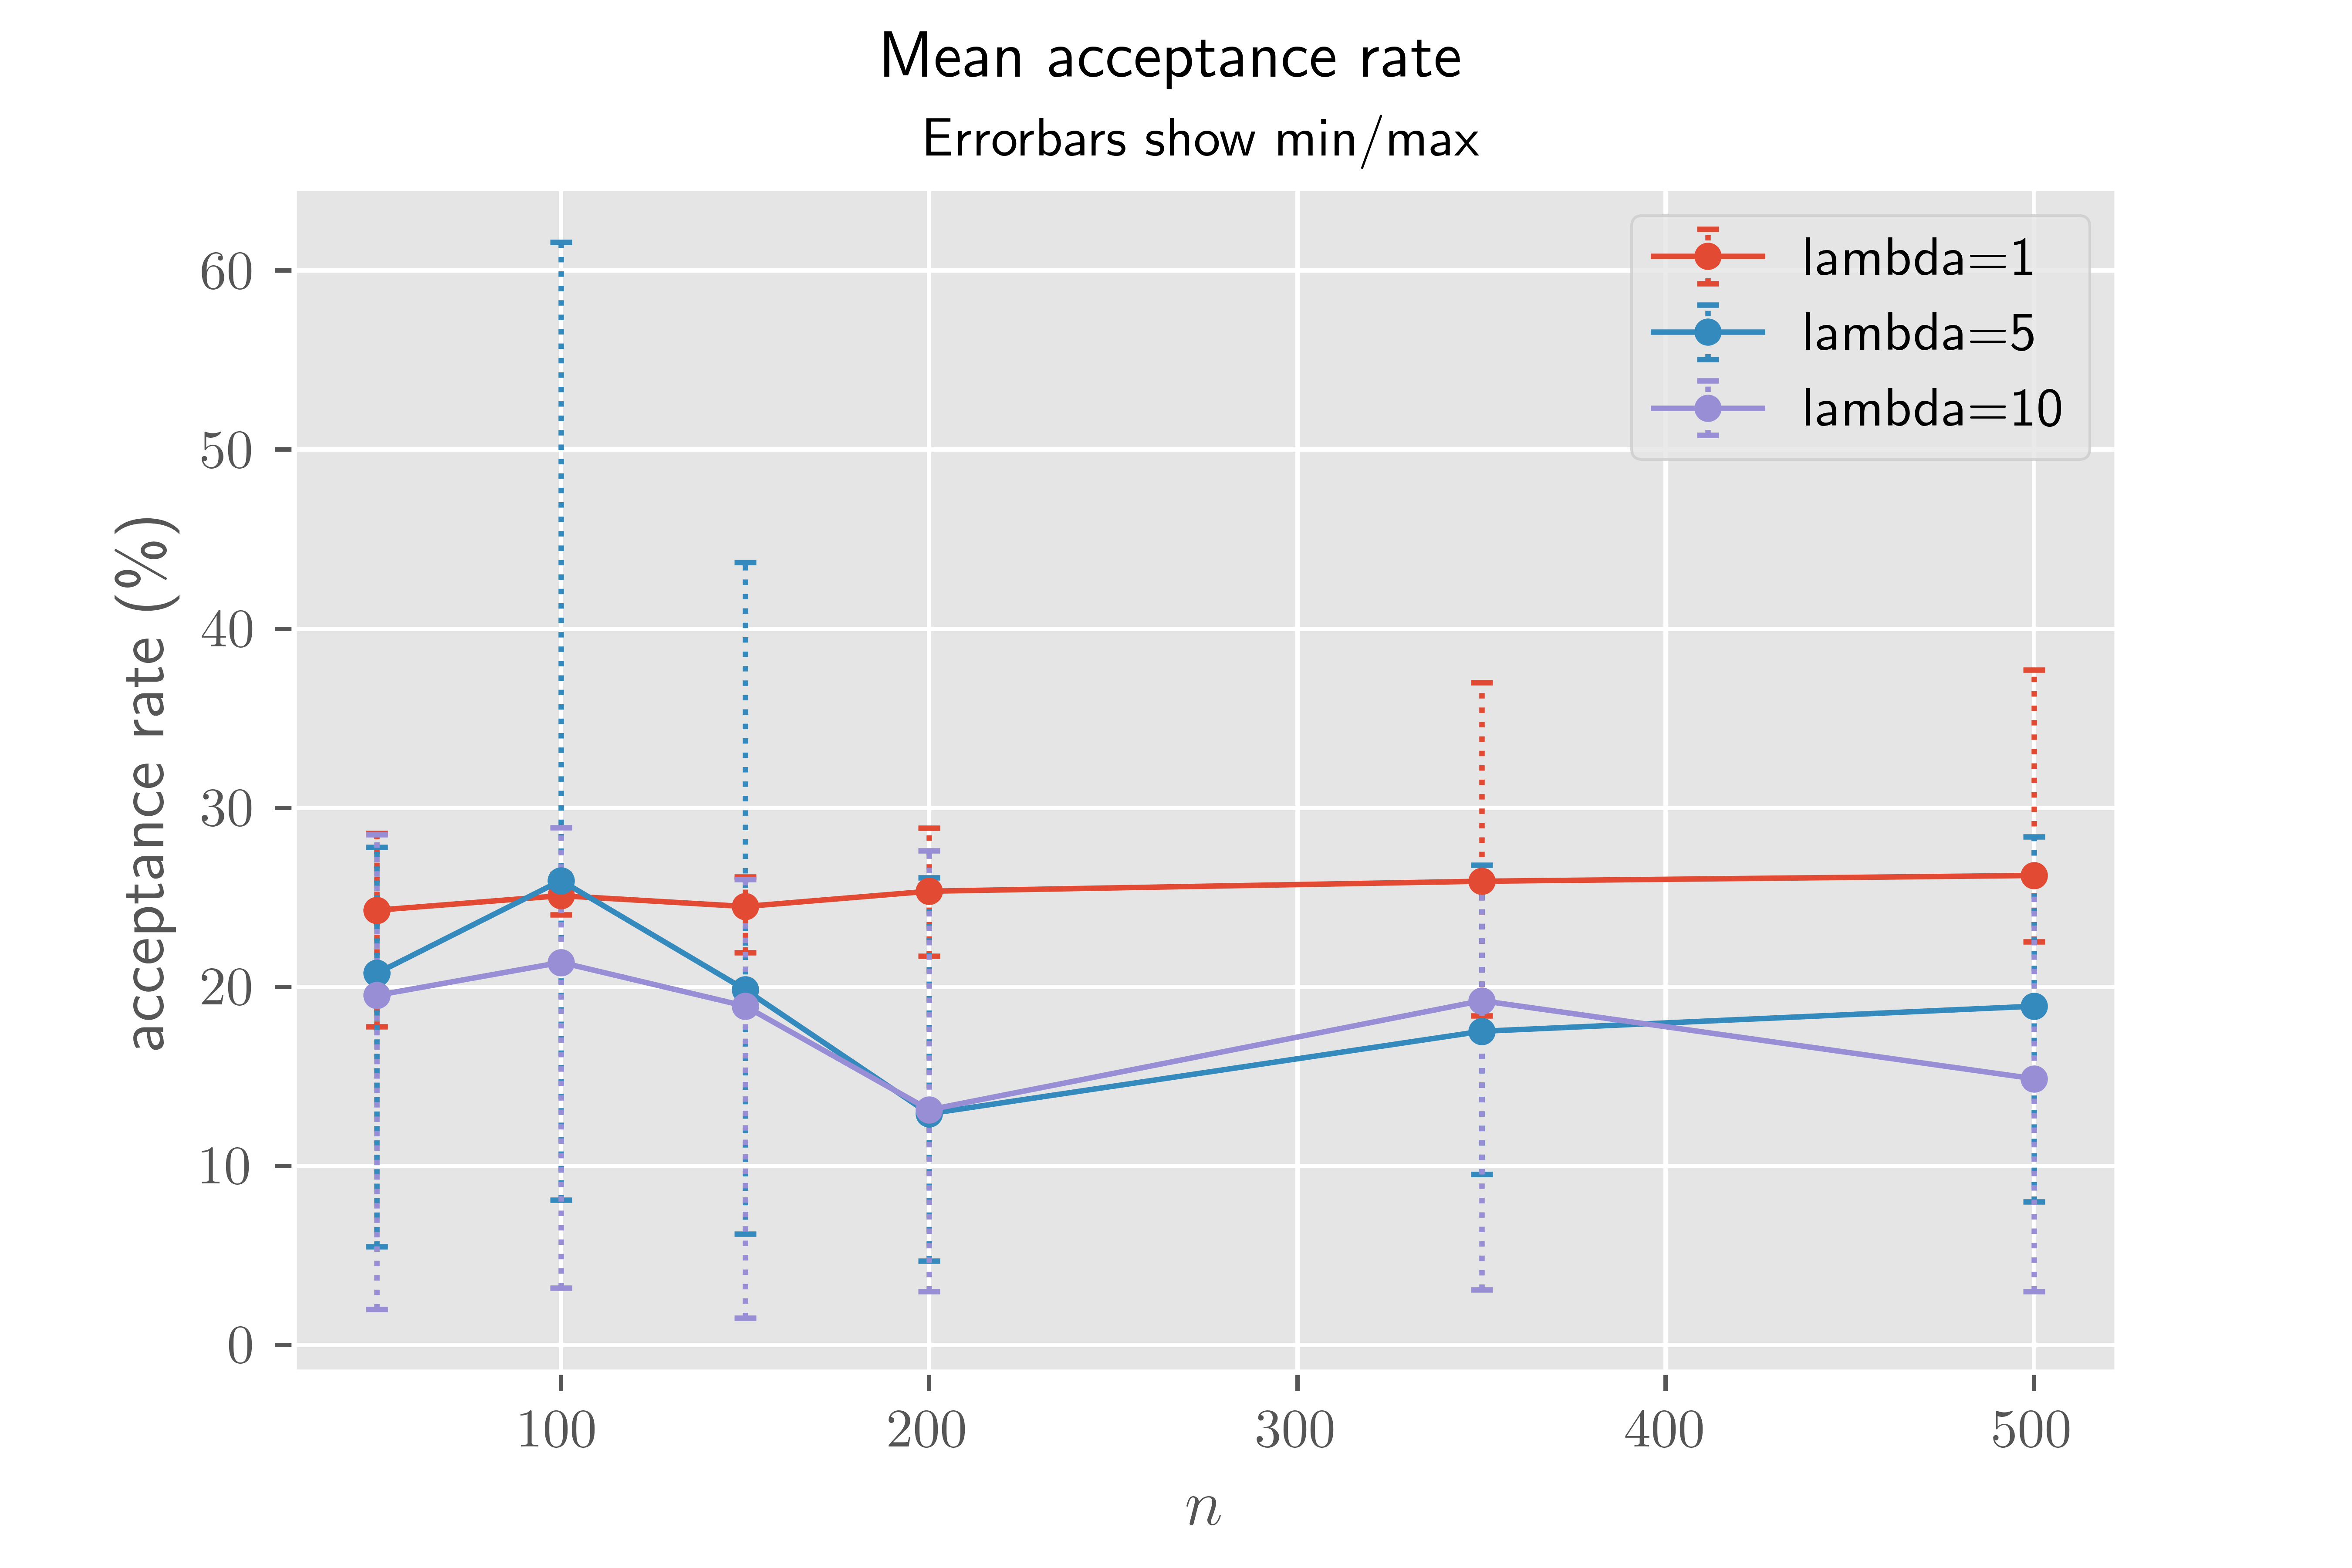 Mean acceptance rate
Errorbars show min/max
lambda=1
lambda=5
lambda=10
acceptance rate (%)
60
50
40
30
20
10
0
100 200 300 400 500
n